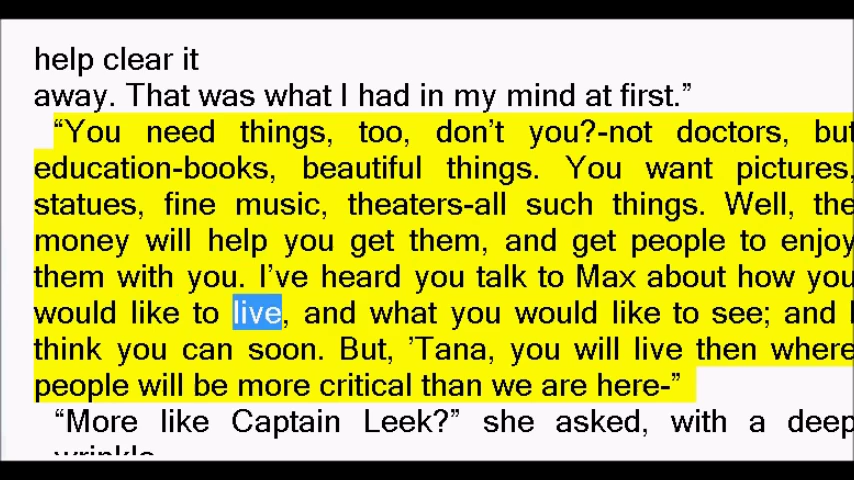 help clear it
away. That was what I had in my mind at first.”
“You need things, too, don’t you?-not doctors, but
education-books, beautiful things. You want pictures,
statues, fine music, theaters-all such things. Well, the
money will help you get them, and get people to enjoy
them with you. I’ve heard you talk to Max about how you
would like to live, and what you would like to see; and I
think you can soon. But, ’Tana, you will live then where
people will be more critical than we are here-”
“More like Captain Leek?” she asked, with a deep
wrinkle